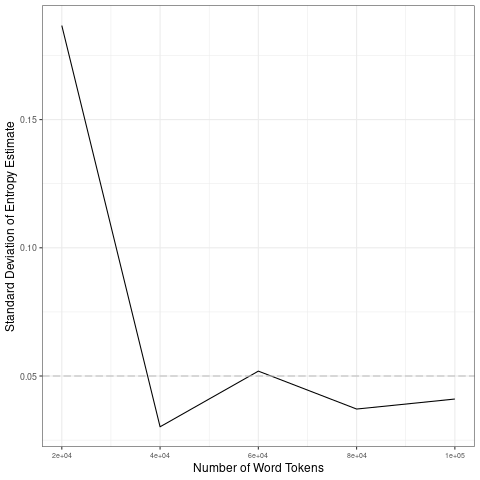 Standard Deviation of Entropy Estimate
0.15
0.10
0.05
2e+04 4e+04 6e+04 8e+04 1e+05
Number of Word Tokens